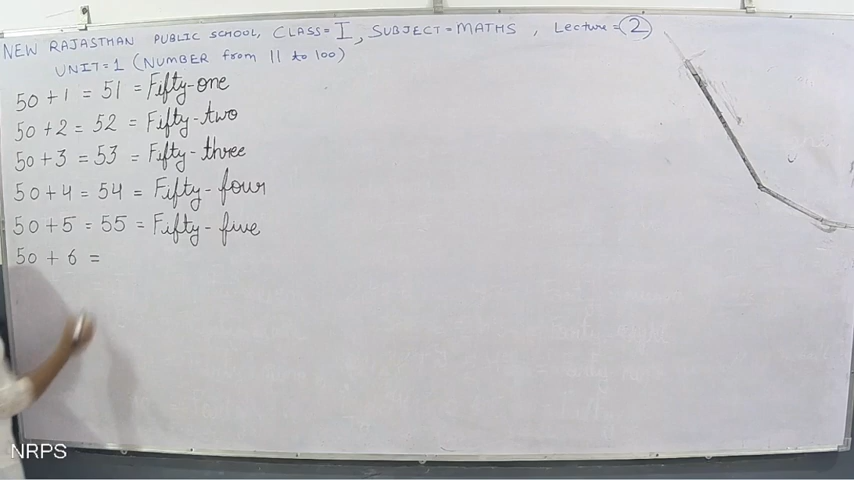 NEW RAJASTHAN PUBLIC SCHOOL, CLASS=I, SUBJECT=MATHS, Lecture=2
UNIT=1 (NUMBER from 11 to 100)
50 + 1 = 51 = Fifty-one
50 + 2 = 52 = Fifty-two
50 + 3 = 53 = Fifty-three
50 + 4 = 54 = Fifty-four
50 + 5 = 55 = Fifty-five
50 + 6 =
NRPS